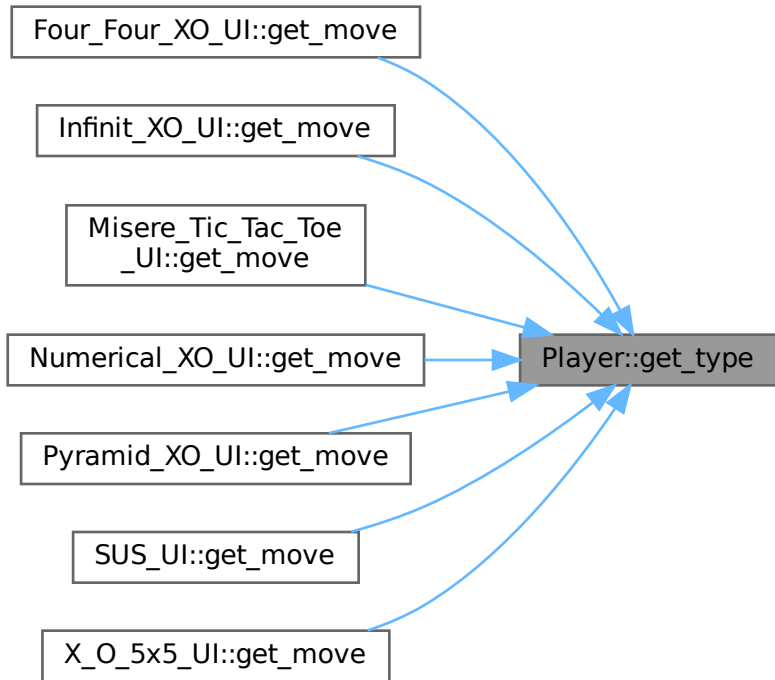 Four_Four_XO_UI::get_move
Infinit_XO_UI::get_move
Misere_Tic_Tac_Toe
_UI::get_move
Numerical_XO_UI::get_move
Player::get_type
Pyramid_XO_UI::get_move
SUS_UI::get_move
X_O_5x5_UI::get_move